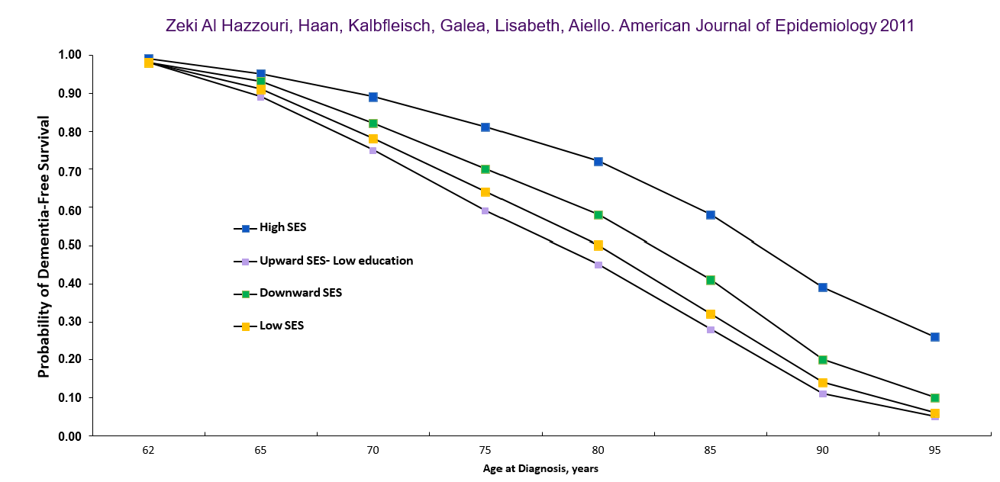 Zeki Al Hazzouri, Haan, Kalbfleisch, Galea, Lisabeth, Aiello. American Journal of Epidemiology 2011
Probability of Dementia-Free Survival
1.00
0.90
0.80
0.70
0.60
0.50
0.40
0.30
0.20
0.10
0.00
High SES
Upward SES- Low education
Downward SES
Low SES
62 65 70 75 80 85 90 95
Age at Diagnosis, years